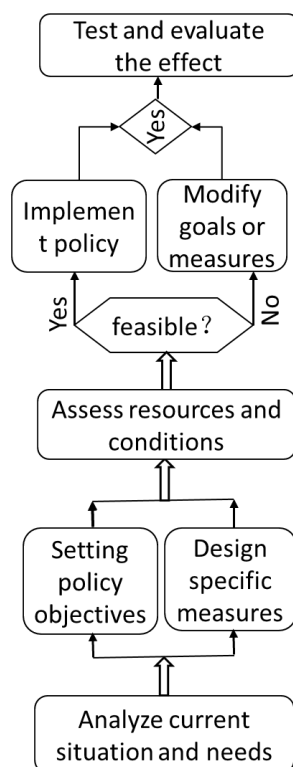 Test and evaluate
the effect
Yes
Implemen
t policy
Modify
goals or
measures
Yes
feasible？
No
Assess resources and
conditions
Setting
policy
objectives
Design
specific
measures
Analyze current
situation and needs